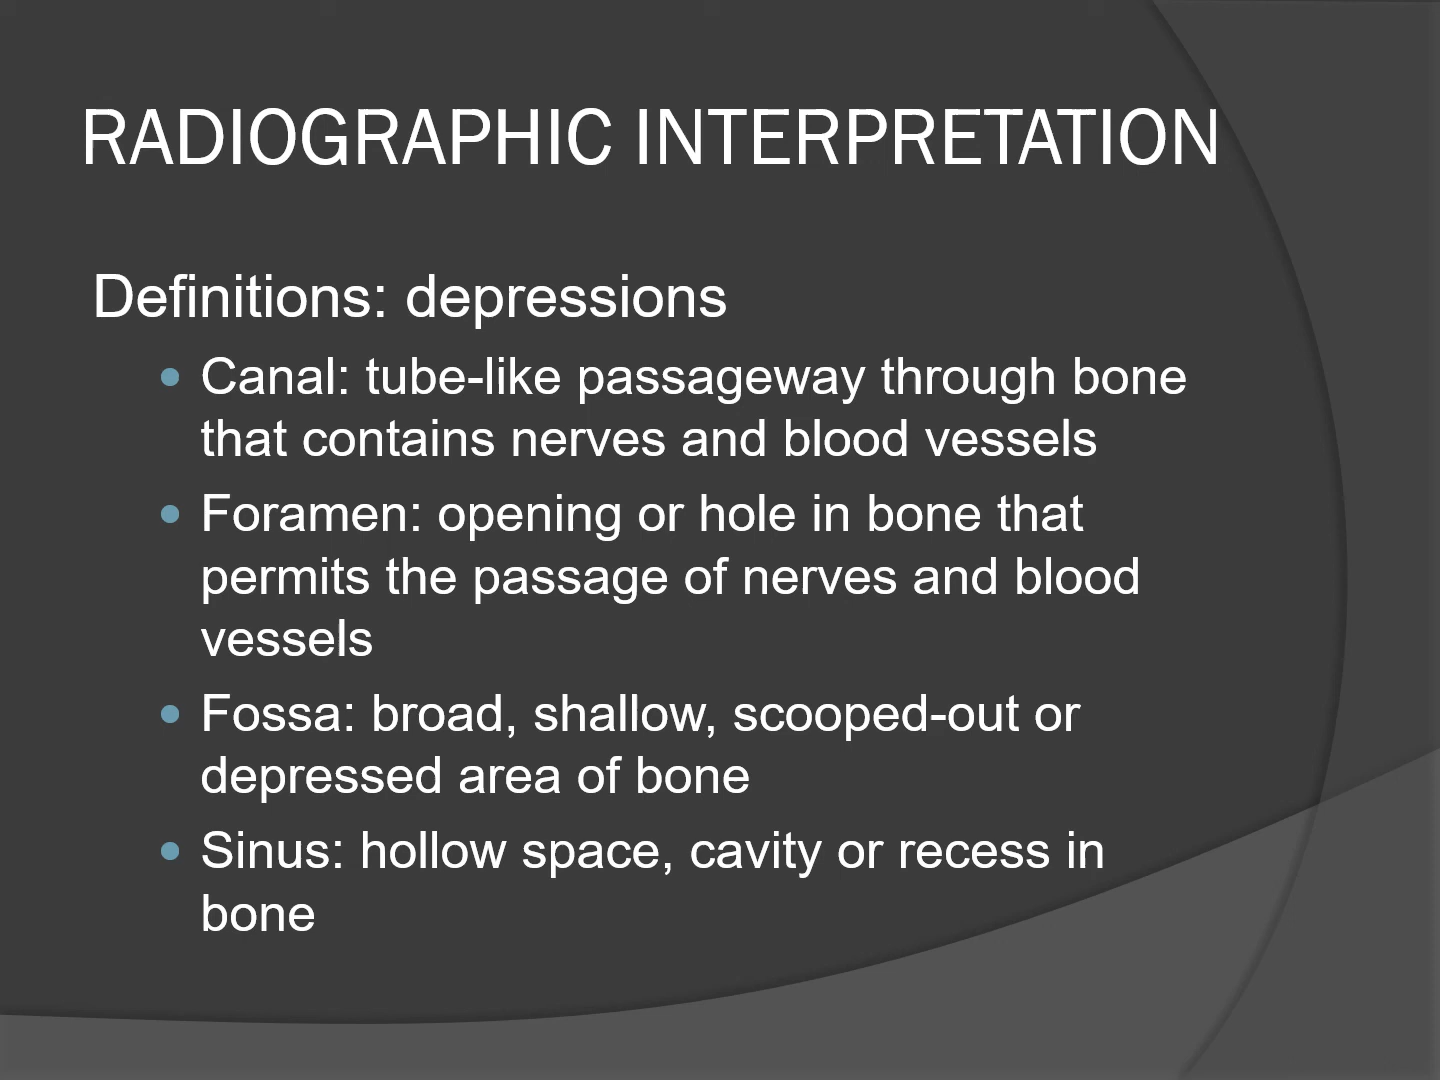 RADIOGRAPHIC INTERPRETATION
Definitions: depressions
Canal: tube-like passageway through bone
that contains nerves and blood vessels
Foramen: opening or hole in bone that
permits the passage of nerves and blood
vessels
Fossa: broad, shallow, scooped-out or
depressed area of bone
Sinus: hollow space, cavity or recess in
bone